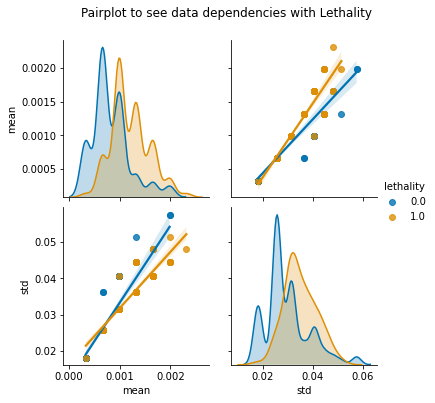 Pairplot to see data dependencies with Lethality
0.0020
0.0015
0.0010
0.0005
mean
lethality
0.0
1.0
0.05
0.04
0.03
0.02
std
0.000 0.001 0.002
mean
0.02 0.04 0.06
std